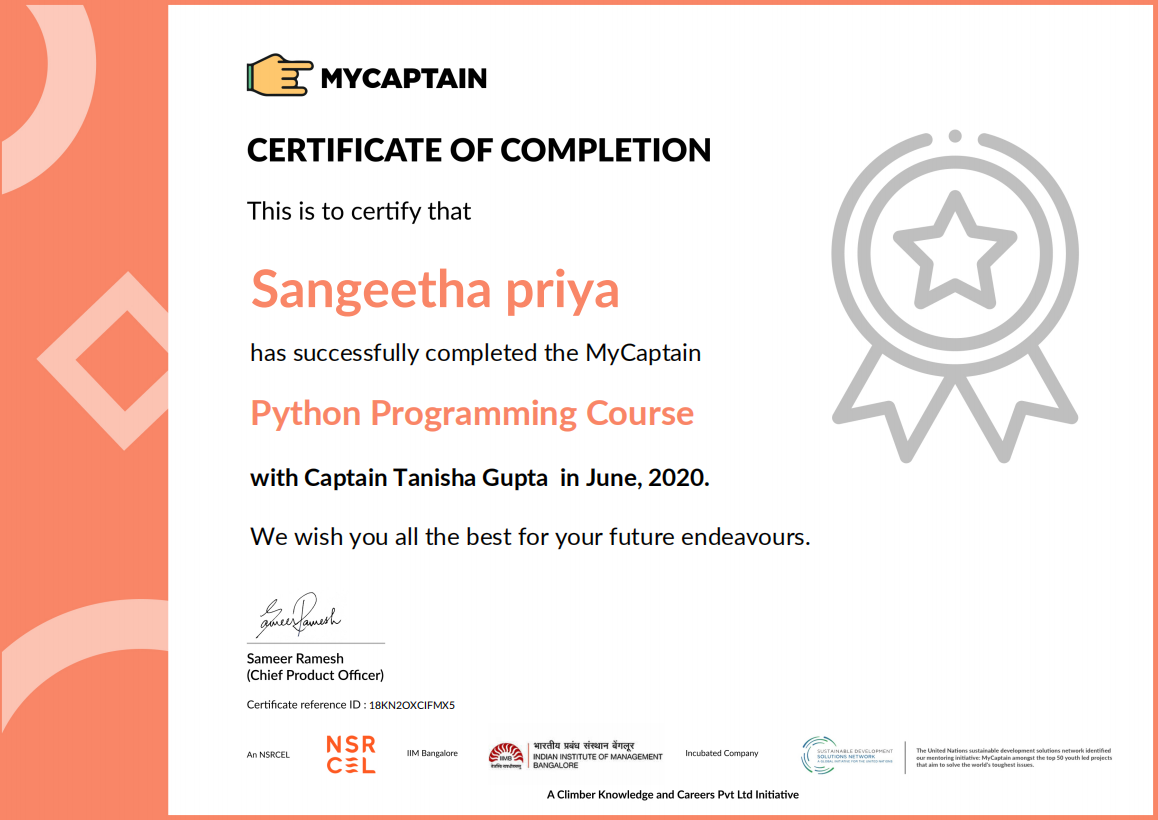 MYCAPTAIN
CERTIFICATE OF COMPLETION
This is to certify that
Sangeetha priya
has successfully completed the MyCaptain
Python Programming Course
with Captain Tanisha Gupta in June, 2020.
We wish you all the best for your future endeavours.
Sameer Ramesh
Sameer Ramesh
(Chief Product Officer)
Certificate reference ID : 18KN2OXCIFMX5
An NSRCEL
NSR
CEL
IIM Bangalore
IIMB
भारतीय प्रबंध संस्थान बेंगलूर
INDIAN INSTITUTE OF MANAGEMENT
BANGALORE
Incubated Company
SUSTAINABLE DEVELOPMENT
SOLUTIONS NETWORK
A GLOBAL INITIATIVE FOR THE UNITED NATIONS
The United Nations sustainable development solutions network identified
our mentoring initiative: MyCaptain amongst the top 50 youth led projects
that aim to solve the world's toughest issues.
A Climber Knowledge and Careers Pvt Ltd Initiative